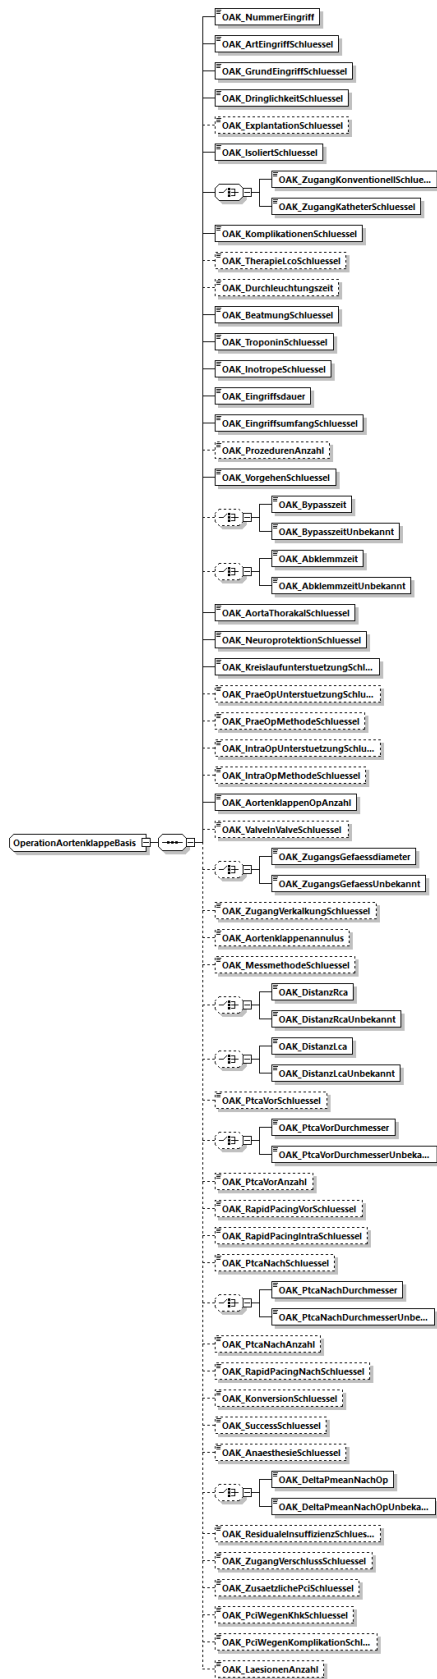 OAK_NummerEingriff
OAK_ArtEingriffSchluessel
OAK_GrundEingriffSchluessel
OAK_DringlichkeitSchluessel
OAK_ExplantationSchluessel
OAK_IsoliertSchluessel
OAK_ZugangKonventionellSchlue...
OAK_ZugangKatheterSchluessel
OAK_KomplikationenSchluessel
OAK_TherapieLcoSchluessel
OAK_Durchleuchtungszeit
OAK_BeatmungSchluessel
OAK_TroponinSchluessel
OAK_InotropeSchluessel
OAK_Eingriffsdauer
OAK_EingriffsumfangSchluessel
OAK_ProzedurenAnzahl
OAK_VorgehenSchluessel
OAK_Bypasszeit
OAK_BypasszeitUnbekannt
OAK_Abklemmzeit
OAK_AbklemmzeitUnbekannt
OAK_AortaThorakalSchluessel
OAK_NeuroprotektionSchluessel
OAK_KreislaufunterstuetzungSchl...
OAK_PraeOpUnterstuetzungSchlu...
OAK_PraeOpMethodeSchluessel
OAK_IntraOpUnterstuetzungSchlu...
OAK_IntraOpMethodeSchluessel
OAK_AortenklappenOpAnzahl
OAK_ValveInValveSchluessel
OperationAortenklappeBasis
OAK_ZugangsGefaessdiameter
OAK_ZugangsGefaessUnbekannt
OAK_ZugangVerkalkungSchluessel
OAK_Aortenklappenannulus
OAK_MessmethodeSchluessel
OAK_DistanzRca
OAK_DistanzRcaUnbekannt
OAK_DistanzLca
OAK_DistanzLcaUnbekannt
OAK_PtcaVorSchluessel
OAK_PtcaVorDurchmesser
OAK_PtcaVorDurchmesserUnbeka...
OAK_PtcaVorAnzahl
OAK_RapidPacingVorSchluessel
OAK_RapidPacingIntraSchluessel
OAK_PtcaNachSchluessel
OAK_PtcaNachDurchmesser
OAK_PtcaNachDurchmesserUnbe...
OAK_PtcaNachAnzahl
OAK_RapidPacingNachSchluessel
OAK_KonversionSchluessel
OAK_SuccessSchluessel
OAK_AnaesthesieSchluessel
OAK_DeltaPmeanNachOp
OAK_DeltaPmeanNachOpUnbeka...
OAK_ResidualeInsuffizienzSchlues...
OAK_ZugangVerschlussSchluessel
OAK_ZusaetzlichePciSchluessel
OAK_PciWegenKhkSchluessel
OAK_PciWegenKomplikationSchl...
OAK_LaesionenAnzahl